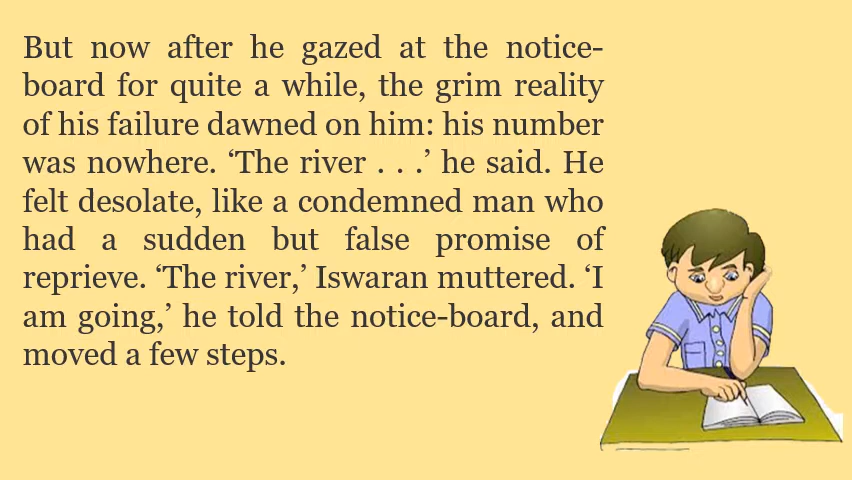 But now after he gazed at the notice-
board for quite a while, the grim reality
of his failure dawned on him: his number
was nowhere. ‘The river . . .’ he said. He
felt desolate, like a condemned man who
had a sudden but false promise of
reprieve. ‘The river,’ Iswaran muttered. ‘I
am going,’ he told the notice-board, and
moved a few steps.